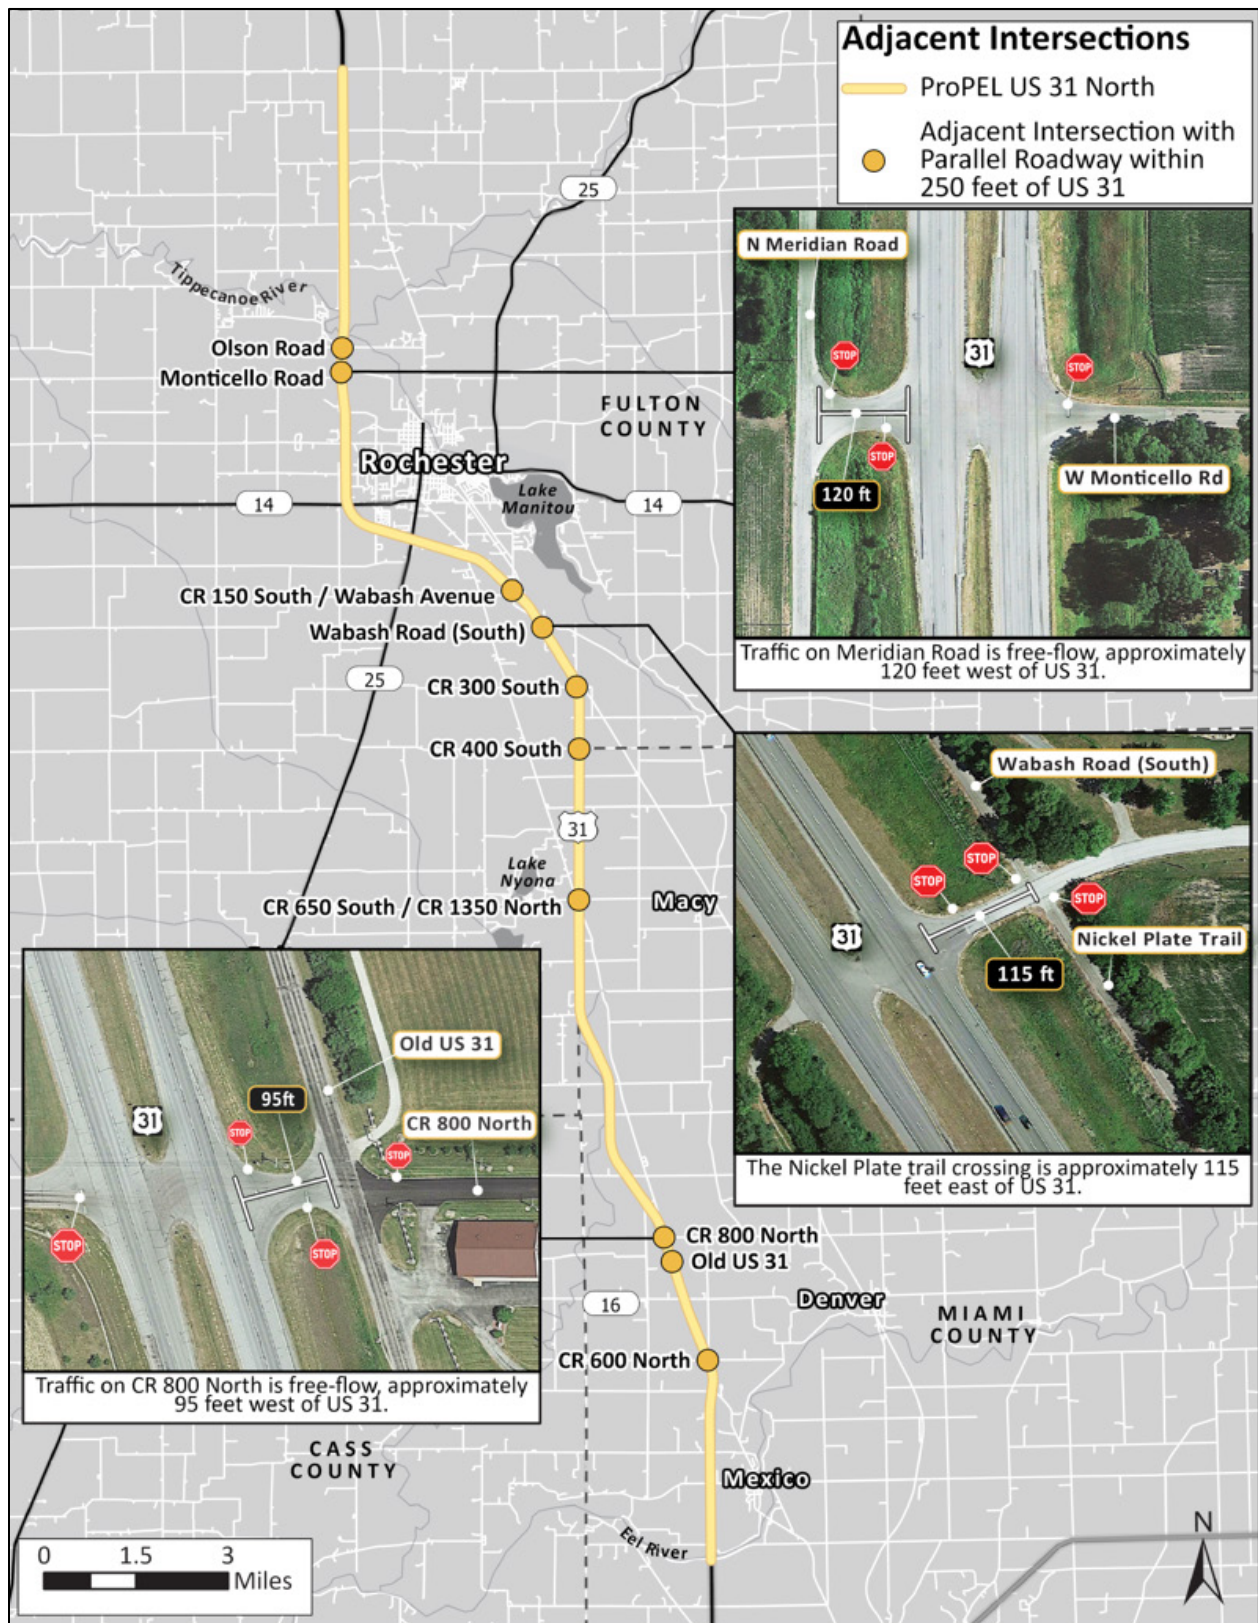 Adjacent Intersections
ProPEL US 31 North
Adjacent Intersection with
Parallel Roadway within
250 feet of US 31
25
Tippecanoe River
N Meridian Road
31
STOP
STOP
Olson Road
Monticello Road
FULTON
COUNTY
STOP
W Monticello Rd
120 ft
Rochester
14
Lake
Manitou
14
CR 150 South / Wabash Avenue
Wabash Road (South)
Traffic on Meridian Road is free-flow, approximately
120 feet west of US 31.
25
CR 300 South
CR 400 South
Wabash Road (South)
31
Lake
Nyona
STOP
STOP
STOP
CR 650 South / CR 1350 North
Macy
31
Nickel Plate Trail
115 ft
Old US 31
95ft
31
CR 800 North
STOP
STOP
STOP
STOP
The Nickel Plate trail crossing is approximately 115
feet east of US 31.
CR 800 North
Old US 31
16
Denver
MIAMI
COUNTY
CR 600 North
Traffic on CR 800 North is free-flow, approximately
95 feet west of US 31.
CASS
COUNTY
Mexico
Eel River
N
0 1.5 3
Miles